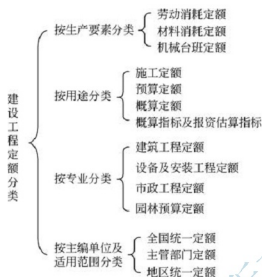 建设工程定额分类
按生产要素分类
劳动消耗定额
材料消耗定额
机械台班定额
按用途分类
施工定额
预算定额
概算定额
概算指标及报资估算指标
按专业分类
建筑工程定额
设备及安装工程定额
市政工程定额
园林预算定额
按主编单位及
适用范围分类
全国统一定额
主管部门定额
地区统一定额